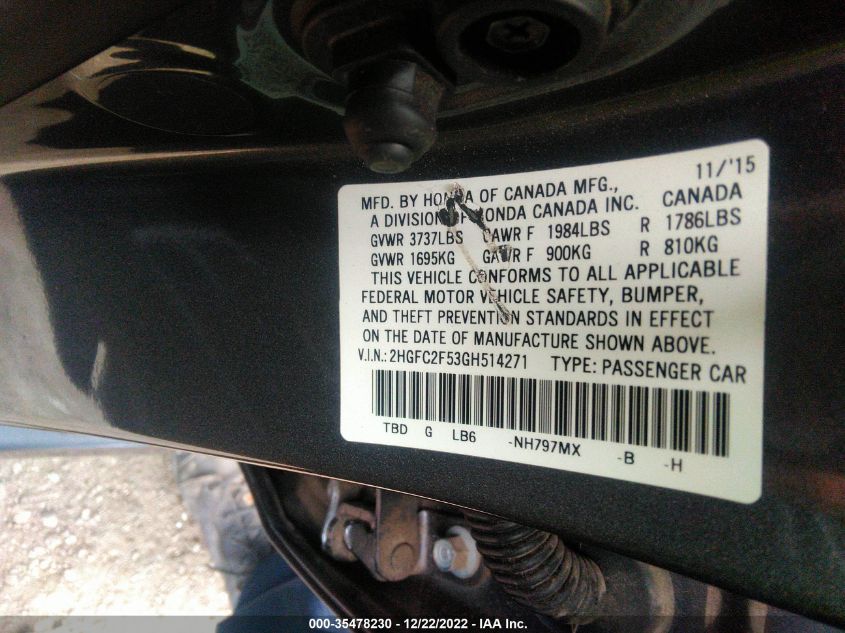 11/'15
MFD. BY HONDA OF CANADA MFG.,
A DIVISION OF HONDA CANADA INC. CANADA
GVWR 3737LBS GAWR F 1984LBS R 1786LBS
GVWR 1695KG GAWR F 900KG R 810KG
THIS VEHICLE CONFORMS TO ALL APPLICABLE
FEDERAL MOTOR VEHICLE SAFETY, BUMPER,
AND THEFT PREVENTION STANDARDS IN EFFECT
ON THE DATE OF MANUFACTURE SHOWN ABOVE.
V.I.N.: 2HGFC2F53GH514271 TYPE: PASSENGER CAR
TBD G LB6 -NH797MX -B -H
000-35478230 - 12/22/2022 - IAA Inc.